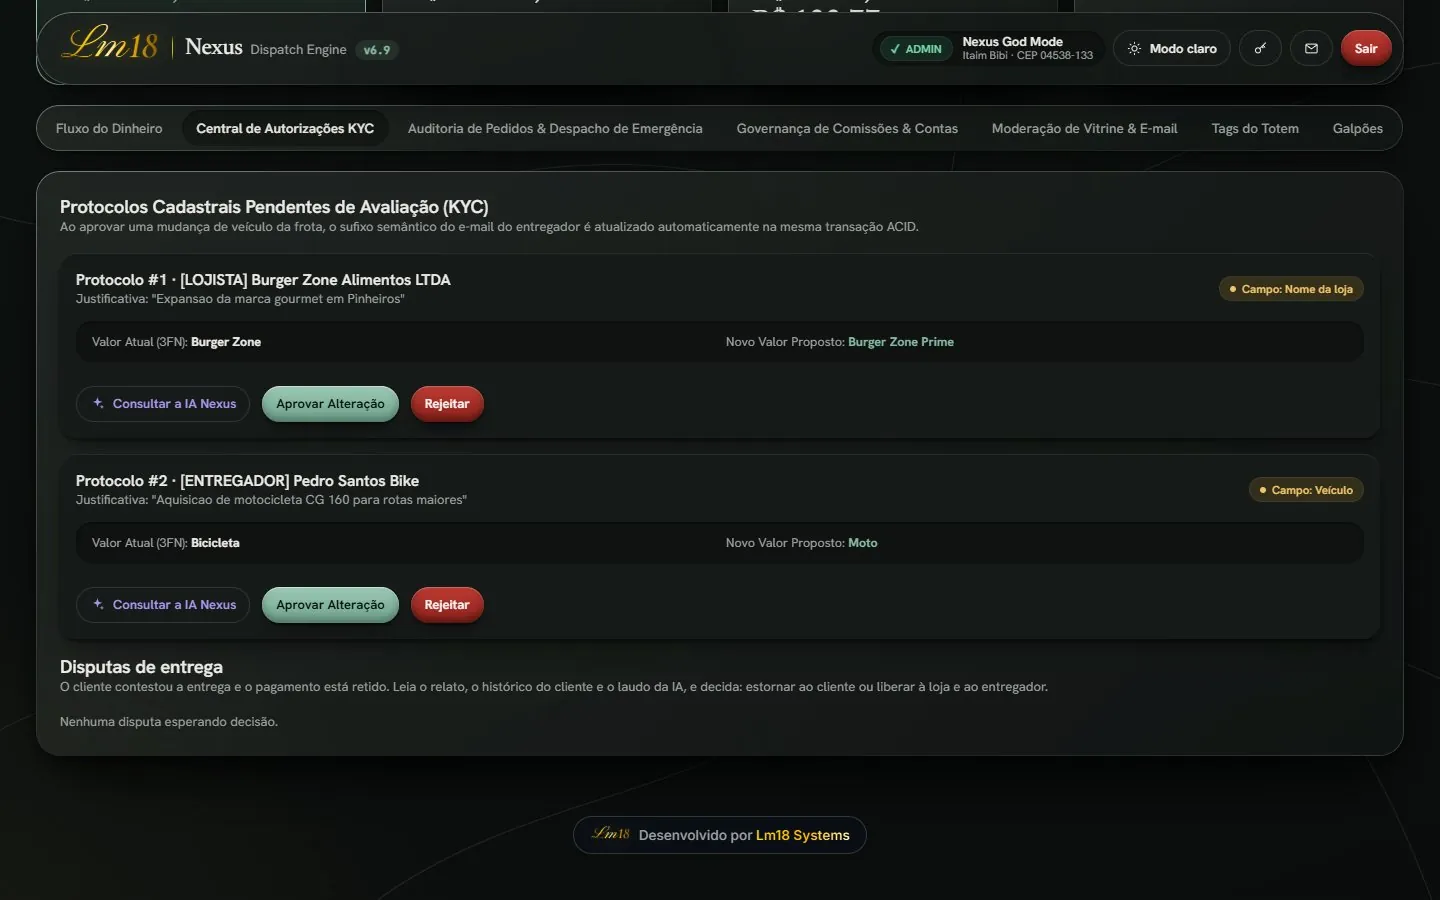 Lm18
Nexus Dispatch Engine v6.9
✓ ADMIN
Nexus God Mode
Itaim Bibi · CEP 04538-133
Modo claro
Sair
Fluxo do Dinheiro
Central de Autorizações KYC
Auditoria de Pedidos & Despacho de Emergência
Governança de Comissões & Contas
Moderação de Vitrine & E-mail
Tags do Totem
Galpões
Protocolos Cadastrais Pendentes de Avaliação (KYC)
Ao aprovar uma mudança de veículo da frota, o sufixo semântico do e-mail do entregador é atualizado automaticamente na mesma transação ACID.
Protocolo #1 · [LOJISTA] Burger Zone Alimentos LTDA
Justificativa: "Expansao da marca gourmet em Pinheiros"
Campo: Nome da loja
Valor Atual (3FN): Burger Zone
Novo Valor Proposto: Burger Zone Prime
Consultar a IA Nexus
Aprovar Alteração
Rejeitar
Protocolo #2 · [ENTREGADOR] Pedro Santos Bike
Justificativa: "Aquisicao de motocicleta CG 160 para rotas maiores"
Campo: Veículo
Valor Atual (3FN): Bicicleta
Novo Valor Proposto: Moto
Consultar a IA Nexus
Aprovar Alteração
Rejeitar
Disputas de entrega
O cliente contestou a entrega e o pagamento está retido. Leia o relato, o histórico do cliente e o laudo da IA, e decida: estornar ao cliente ou liberar à loja e ao entregador.
Nenhuma disputa esperando decisão.
Lm18 Desenvolvido por Lm18 Systems